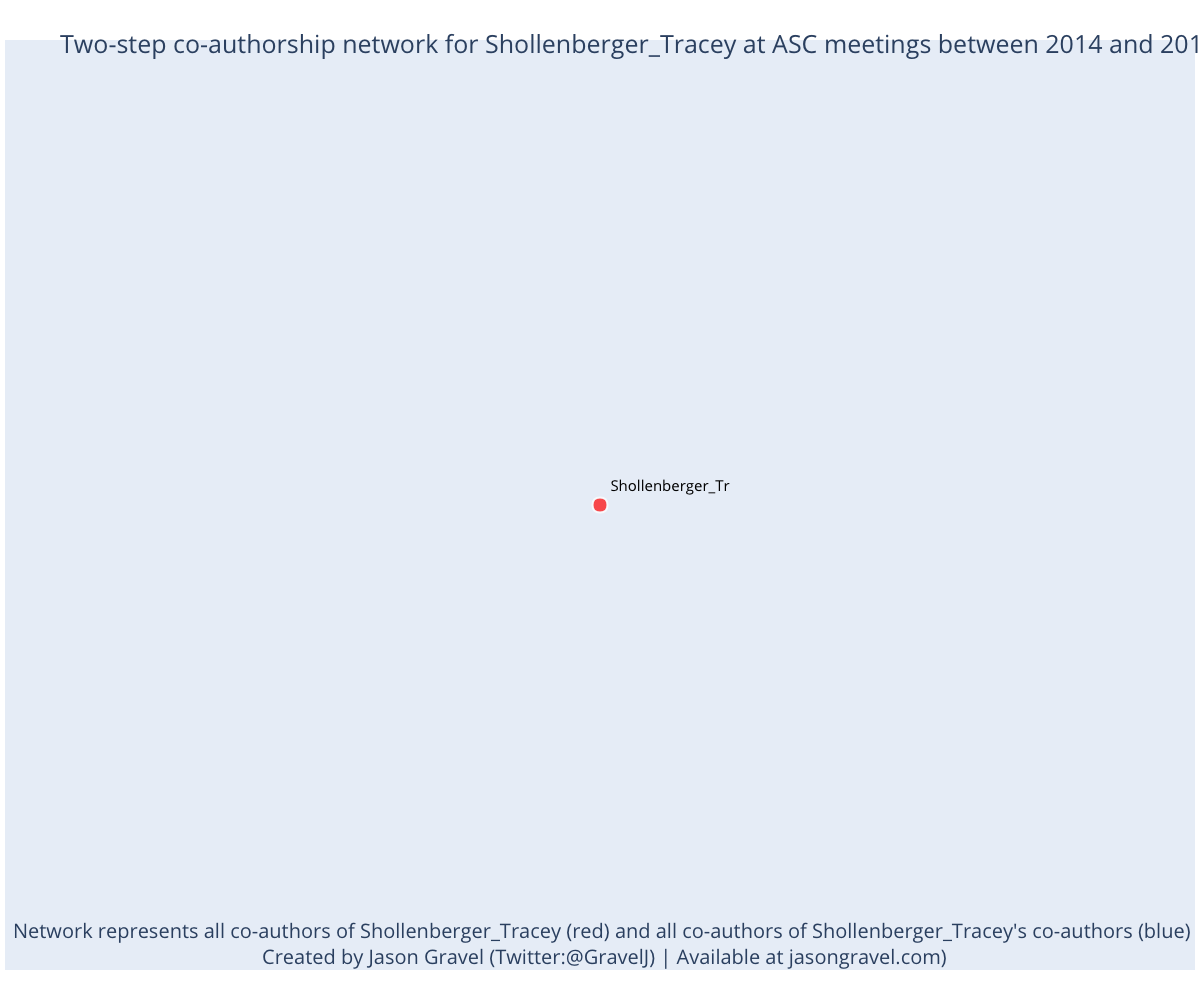 Two-step co-authorship network for Shollenberger_Tracey at ASC meetings between 2014 and 201
Shollenberger_Tr
Network represents all co-authors of Shollenberger_Tracey (red) and all co-authors of Shollenberger_Tracey's co-authors (blue)
Created by Jason Gravel (Twitter:@GravelJ) | Available at jasongravel.com)